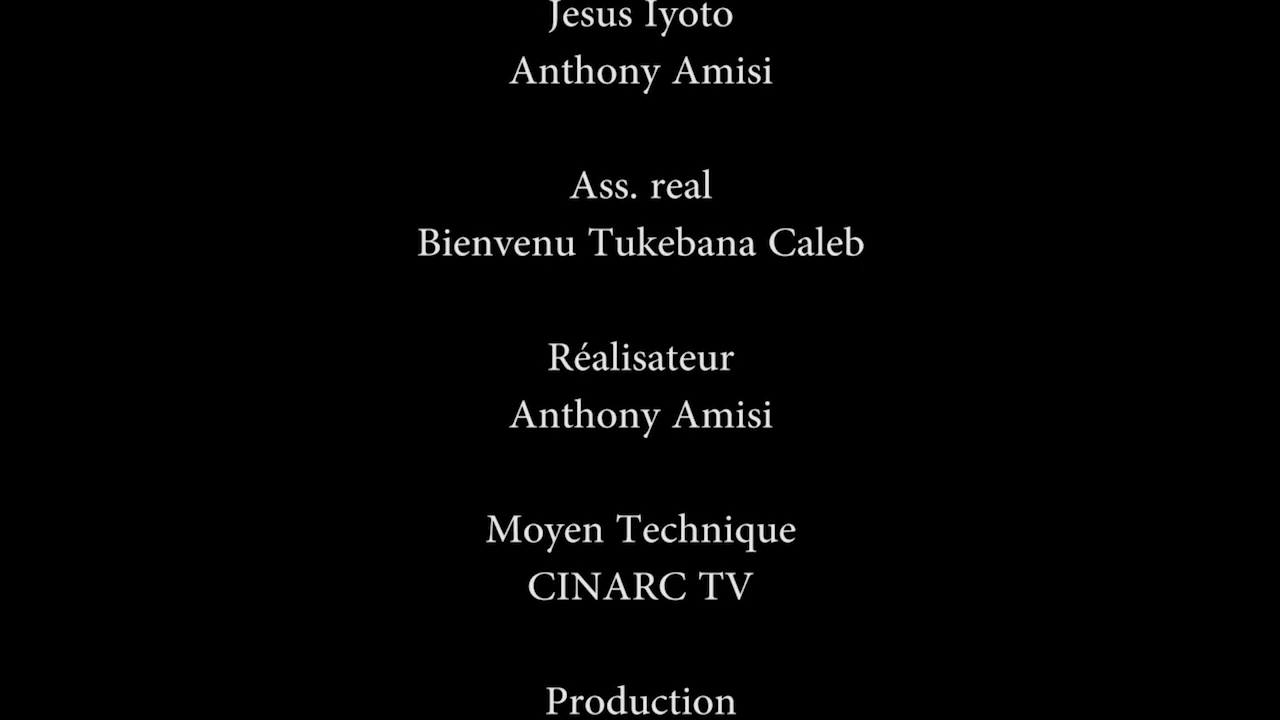 Jesus Iyoto
Anthony Amisi
Ass. real
Bienvenu Tukebana Caleb
Réalisateur
Anthony Amisi
Moyen Technique
CINARC TV
Production